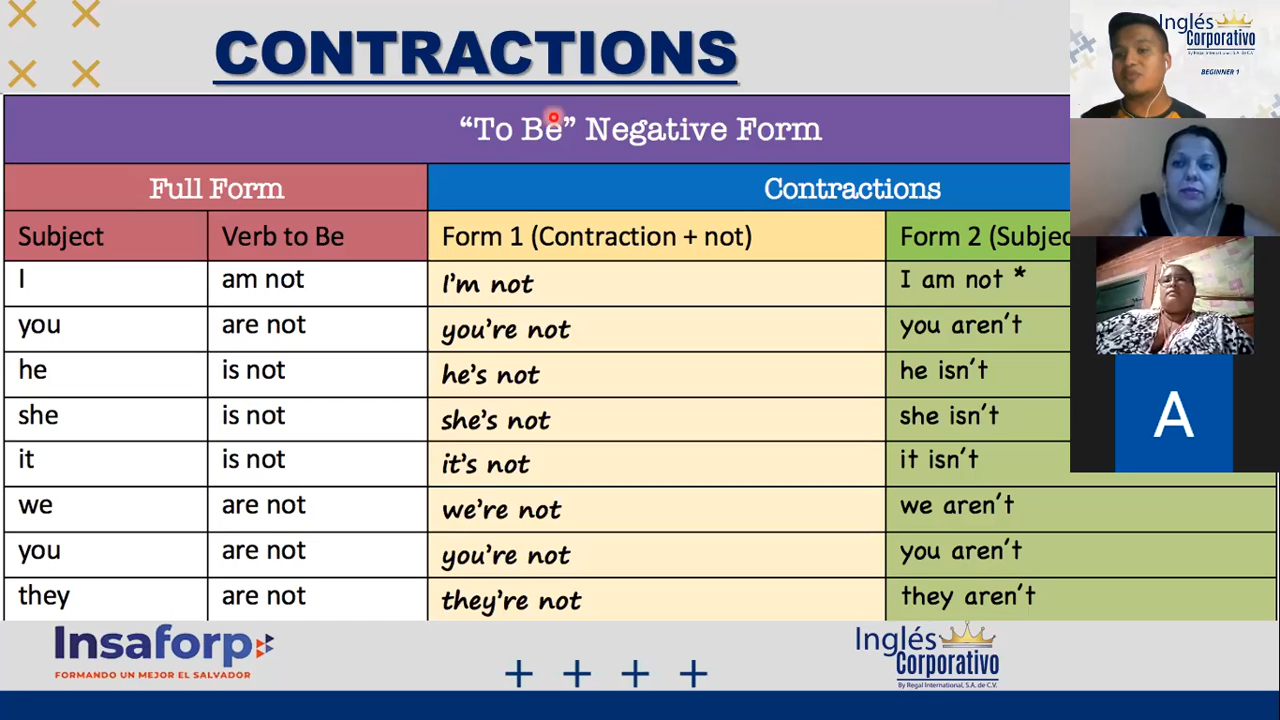 CONTRACTIONS
"To Be" Negative Form
Full Form Contractions
Subject Verb to Be Form 1 (Contraction + not) Form 2
I am not I'm not I am not *
you are not you're not you aren't
he is not he's not he isn't
she is not she's not she isn't
it is not it's not it isn't
we are not we're not we aren't
you are not you're not you aren't
they are not they're not they aren't
Insaforp
FORMANDO UN MEJOR EL SALVADOR
Inglés
Corporativo
By Regal International, S.A. de C.V.
Inglés
Corporativo
By Regal International, S.A. de C.V.
BEGINNER 1
A